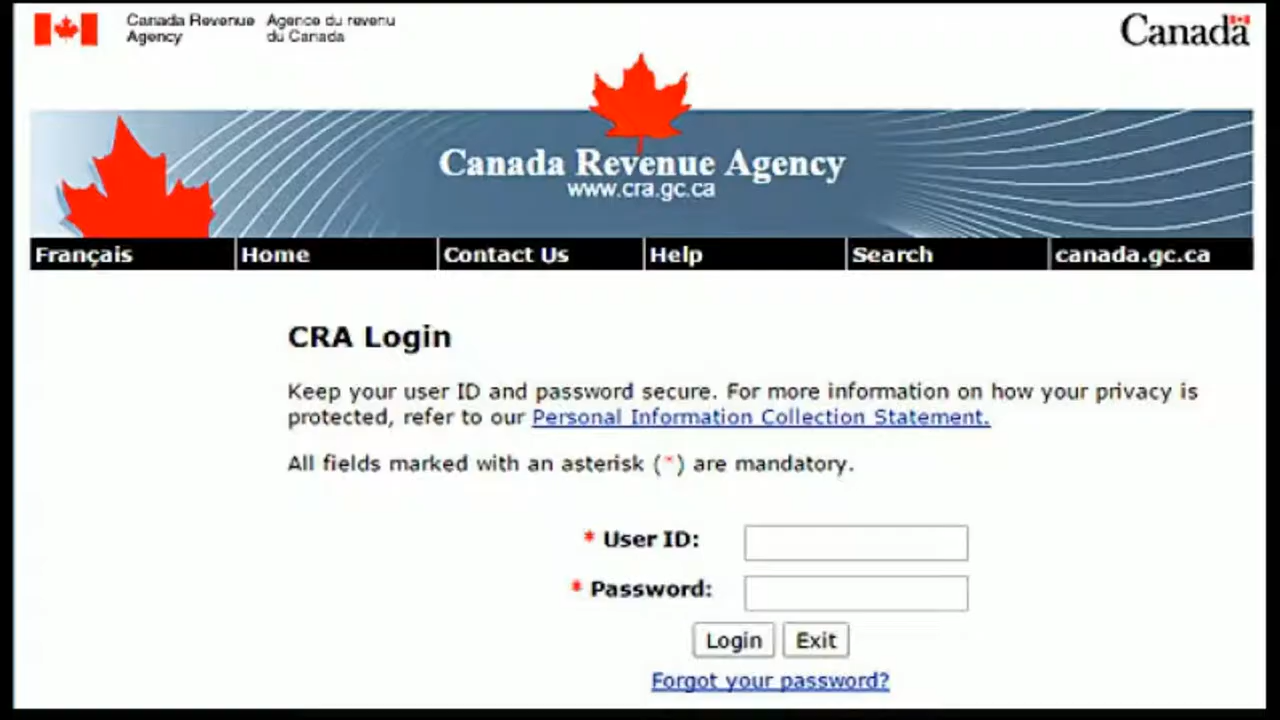 Canada Revenue Agence du revenu
Agency du Canada
Canada
Canada Revenue Agency
www.cra.gc.ca
Français Home Contact Us Help Search canada.gc.ca
CRA Login
Keep your user ID and password secure. For more information on how your privacy is
protected, refer to our Personal Information Collection Statement.
All fields marked with an asterisk (*) are mandatory.
* User ID:
* Password:
Login Exit
Forgot your password?